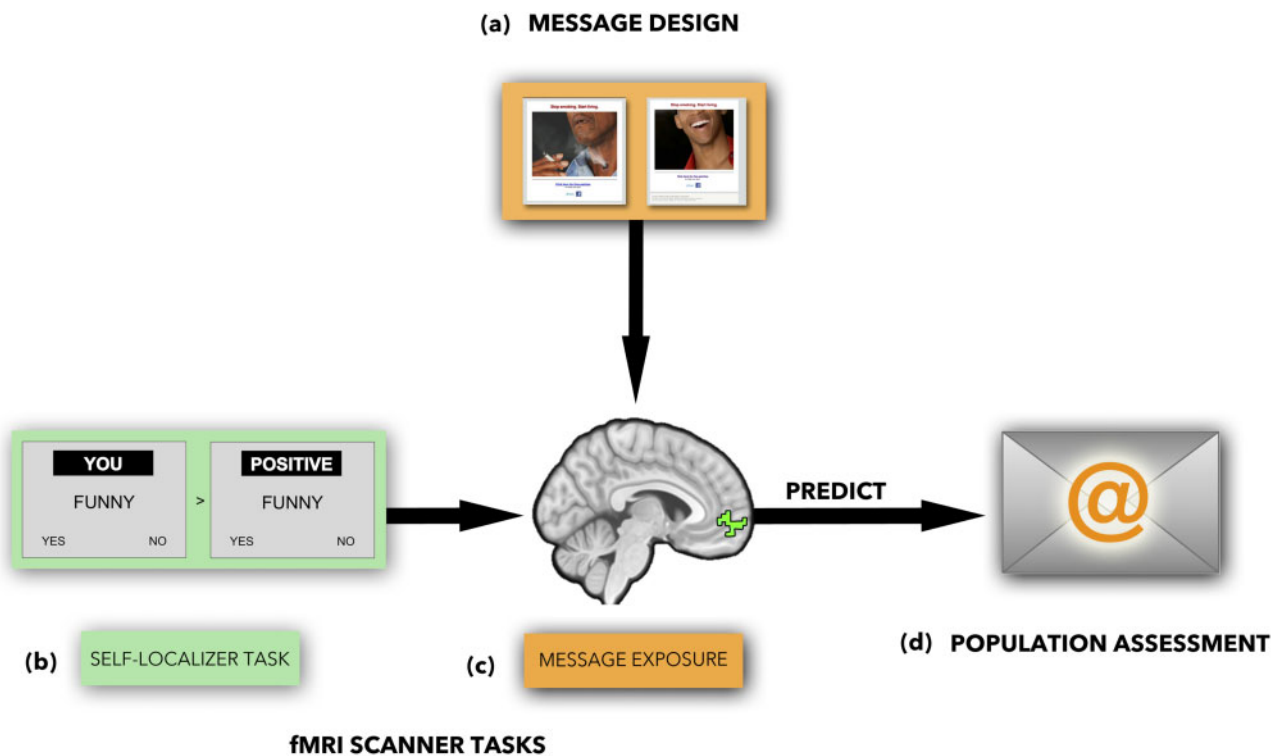 (a) MESSAGE DESIGN
Stop smoking. Start living.
Stop smoking. Start living.
YOU
FUNNY
YES NO
>
POSITIVE
FUNNY
YES NO
PREDICT
@
(b) SELF-LOCALIZER TASK
(c) MESSAGE EXPOSURE
(d) POPULATION ASSESSMENT
fMRI SCANNER TASKS